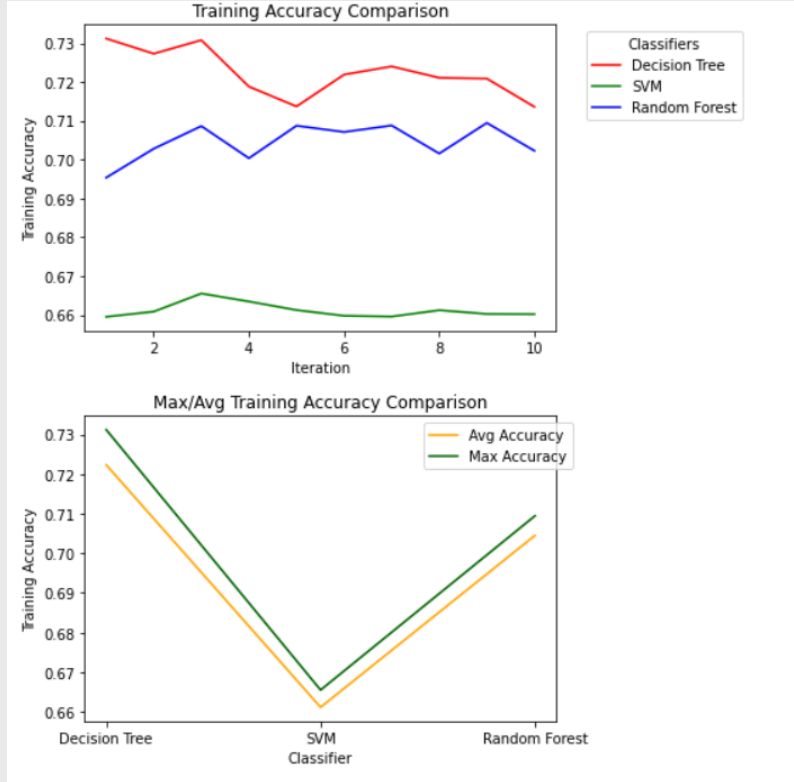 Training Accuracy Comparison
Classifiers
Decision Tree
SVM
Random Forest
0.73
0.72
0.71
0.70
0.69
0.68
0.67
0.66
Training Accuracy
2 4 6 8 10
Iteration
Max/Avg Training Accuracy Comparison
Avg Accuracy
Max Accuracy
0.73
0.72
0.71
0.70
0.69
0.68
0.67
0.66
Training Accuracy
Decision Tree SVM Random Forest
Classifier